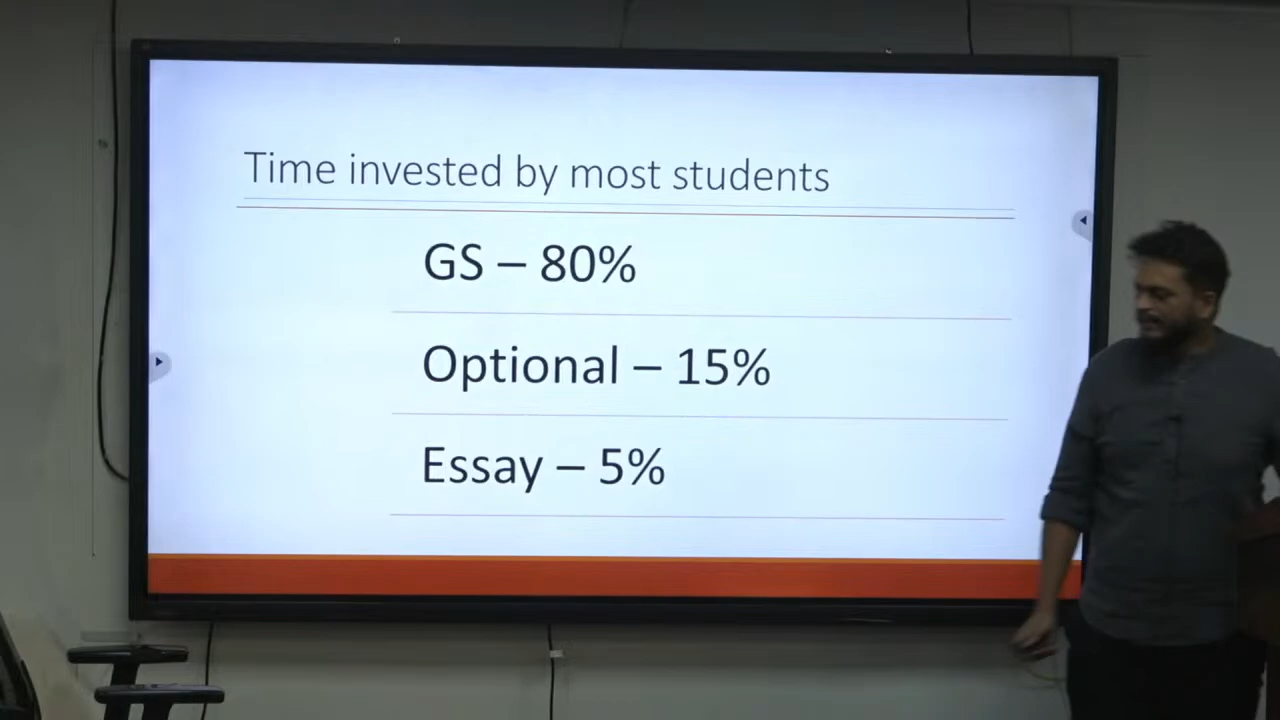 Time invested by most students
GS – 80%
Optional – 15%
Essay – 5%